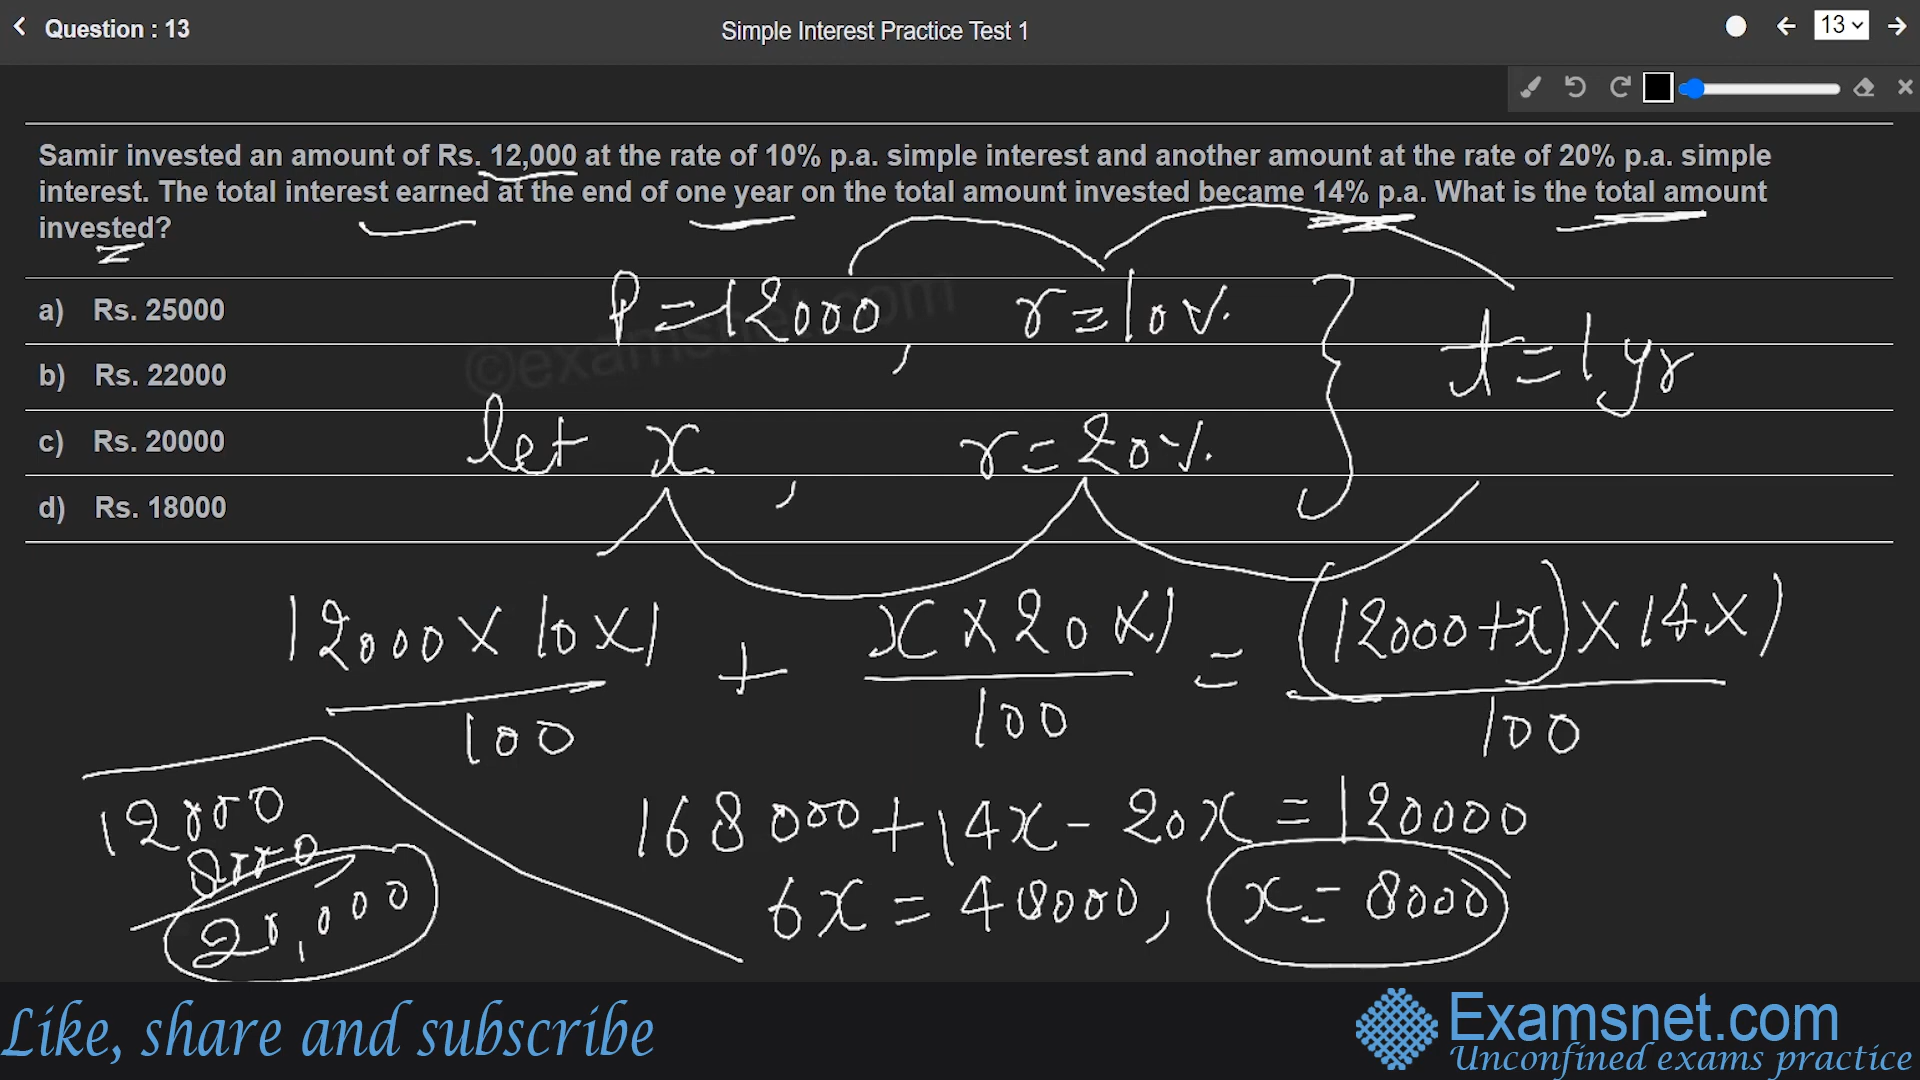 Question : 13
Simple Interest Practice Test 1
13
Samir invested an amount of Rs. 12,000 at the rate of 10% p.a. simple interest and another amount at the rate of 20% p.a. simple
interest. The total interest earned at the end of one year on the total amount invested became 14% p.a. What is the total amount
invested?
a) Rs. 25000
b) Rs. 22000
c) Rs. 20000
d) Rs. 18000
©examsnet.com
P=12000, r=10%.
t=1yr
let x, r=20%.
12000×10×1/100 + x×20×1/100 = (12000+x)×14×1/100
168000+14x-20x=120000
6x=48000, x=8000
12000
8000
20,000
Like, share and subscribe
Examsnet.com
Unconfined exams practice